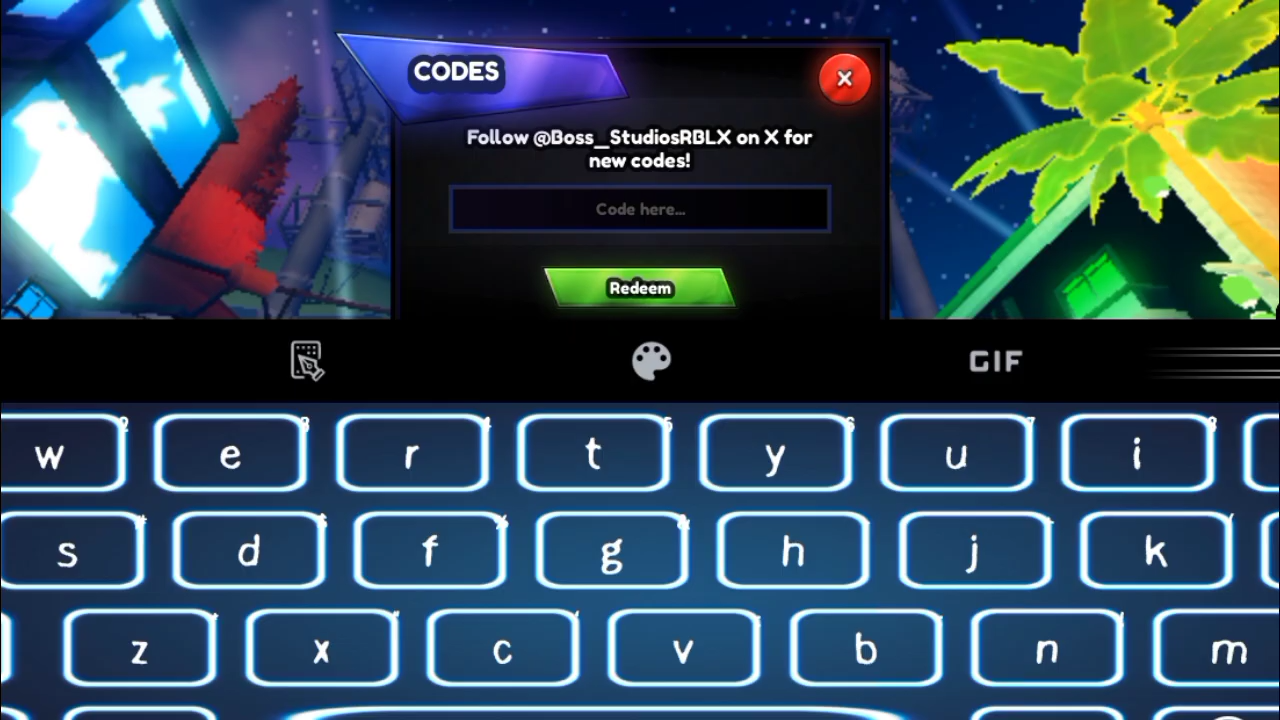 CODES
X
Follow @Boss_StudiosRBLX on X for
new codes!
Code here...
Redeem
GIF
w e r t y u i
s d f g h j k
z x c v b n m